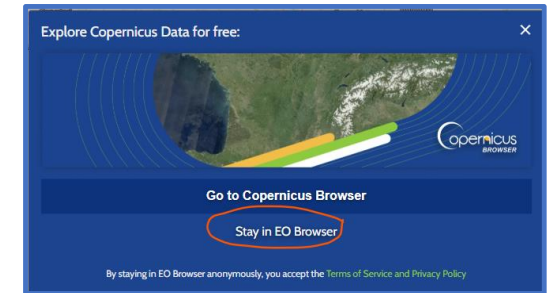 Explore Copernicus Data for free:
×
opernicus
BROWSER
Go to Copernicus Browser
Stay in EO Browser
By staying in EO Browser anonymously, you accept the Terms of Service and Privacy Policy